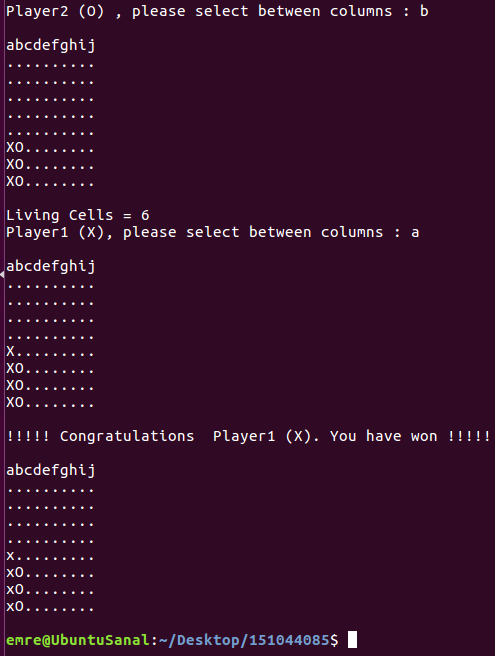 Player2 (O) , please select between columns : b
abcdefghij
..........
..........
..........
..........
..........
XO........
XO........
XO........
Living Cells = 6
Player1 (X), please select between columns : a
abcdefghij
..........
..........
..........
..........
X.........
XO........
XO........
XO........
!!!!! Congratulations  Player1 (X). You have won !!!!!
abcdefghij
..........
..........
..........
..........
x.........
xO........
xO........
xO........
emre@UbuntuSanal:~/Desktop/151044085$